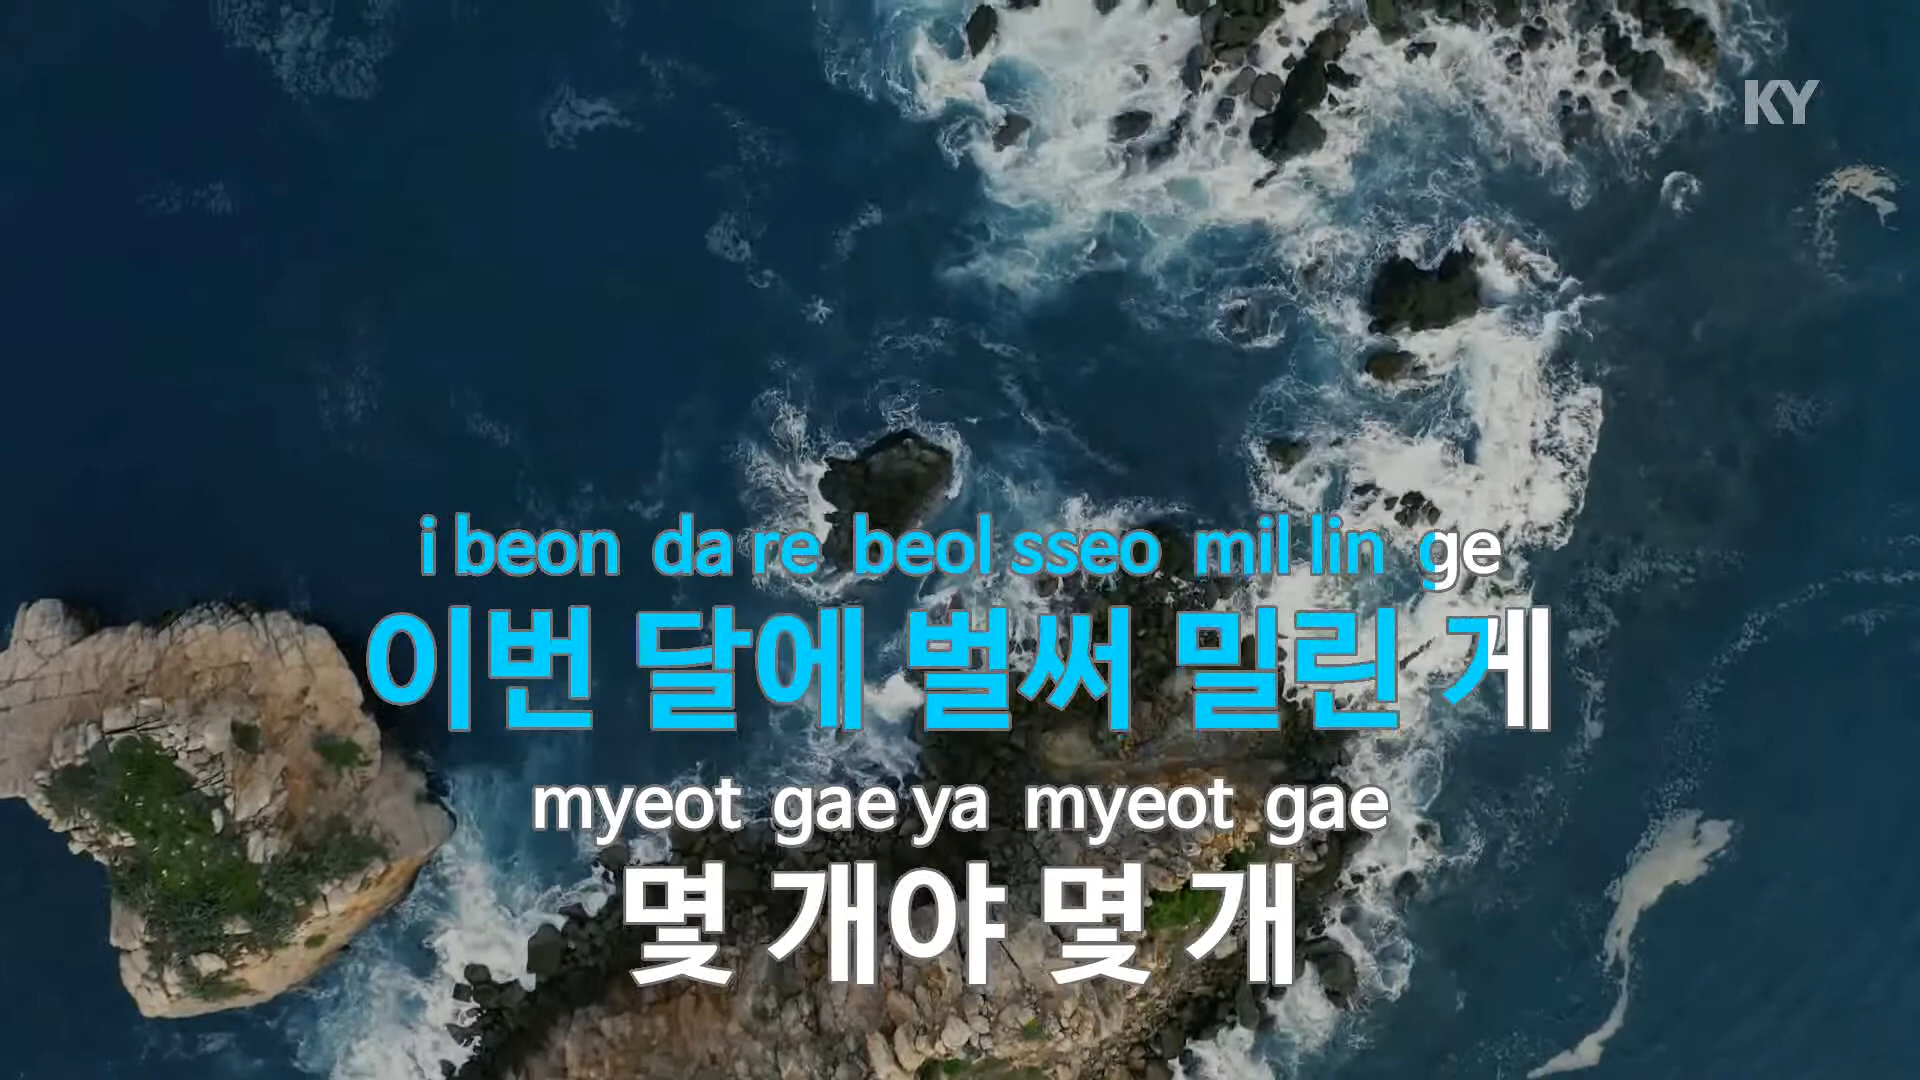 KY
i beon da re beol sseo mil lin ge
이번 달에 벌써 밀린 게
myeot gae ya myeot gae
몇 개야 몇 개